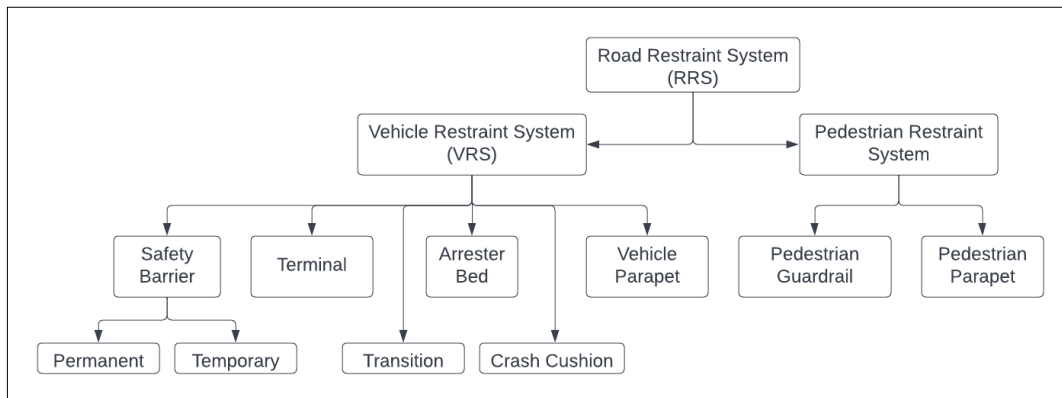 Road Restraint System
(RRS)
Vehicle Restraint System
(VRS)
Pedestrian Restraint
System
Safety
Barrier
Terminal
Arrester
Bed
Vehicle
Parapet
Pedestrian
Guardrail
Pedestrian
Parapet
Permanent
Temporary
Transition
Crash Cushion